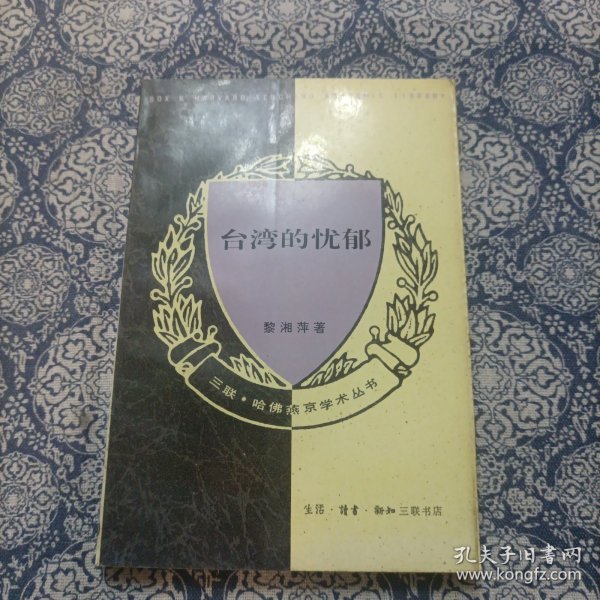 台湾的忧郁
黎湘萍著
三联·哈佛燕京学术丛书
生活·讀書·新知三联书店
孔夫子旧书网
www.kongfz.com